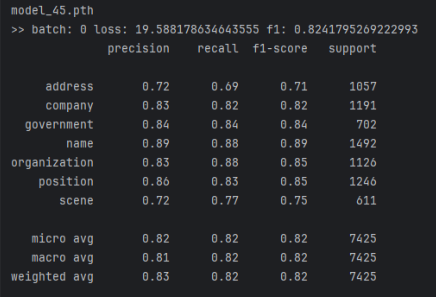 model_45.pth
>> batch: 0 loss: 19.588178634643555 f1: 0.8241795269222993
precision recall f1-score support
address 0.72 0.69 0.71 1057
company 0.83 0.82 0.82 1191
government 0.84 0.84 0.84 702
name 0.89 0.88 0.89 1492
organization 0.83 0.88 0.85 1126
position 0.86 0.83 0.85 1246
scene 0.72 0.77 0.75 611
micro avg 0.82 0.82 0.82 7425
macro avg 0.81 0.82 0.82 7425
weighted avg 0.83 0.82 0.82 7425